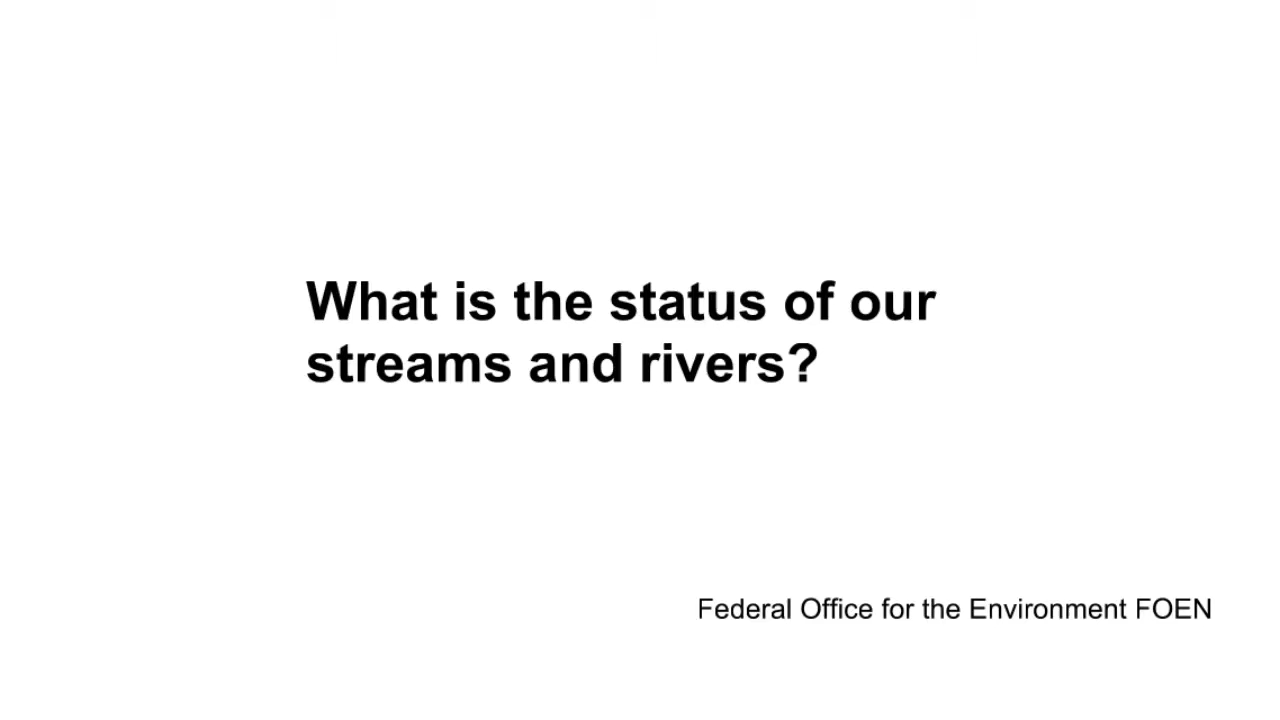 What is the status of our
streams and rivers?
Federal Office for the Environment FOEN